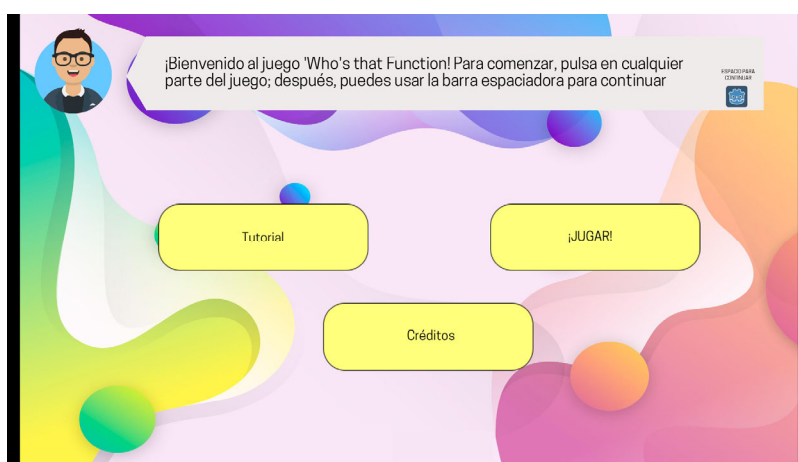 ¡Bienvenido al juego 'Who's that Function! Para comenzar, pulsa en cualquier
parte del juego; después, puedes usar la barra espaciadora para continuar
ESPACIO PARA
CONTINUAR
Tutorial
¡JUGAR!
Créditos